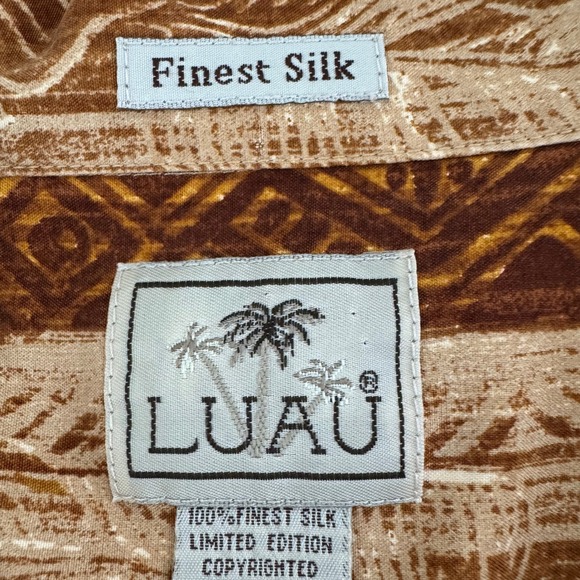 Finest Silk
LUAU®
100%FINEST SILK
LIMITED EDITION
COPYRIGHTED